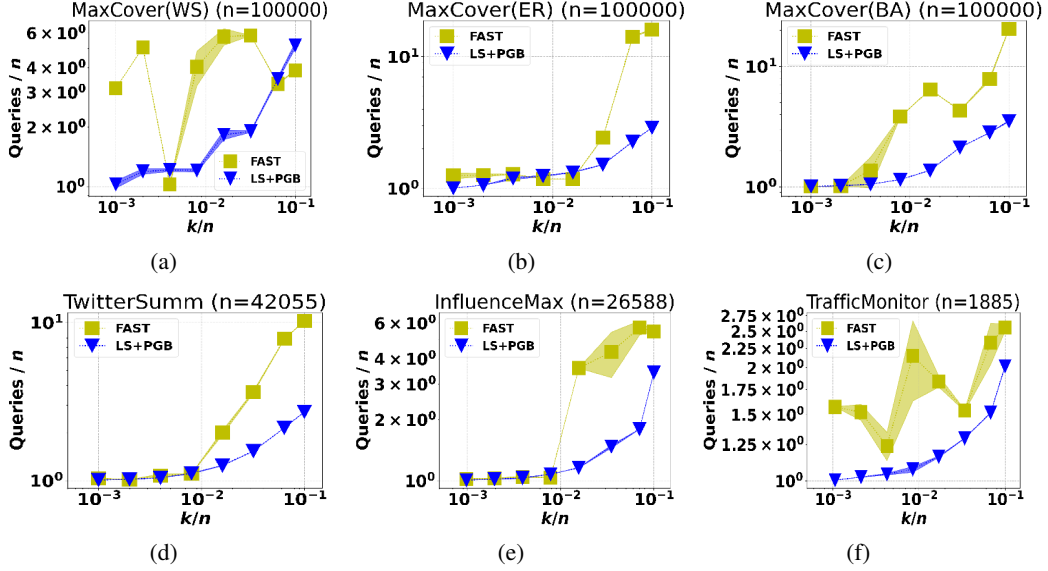 MaxCover(WS) (n=100000)
Queries / n
6 × 10⁰
4 × 10⁰
3 × 10⁰
2 × 10⁰
10⁰
FAST
LS+PGB
10⁻³
10⁻²
10⁻¹
k/n
(a)
MaxCover(ER) (n=100000)
Queries / n
10¹
10⁰
FAST
LS+PGB
10⁻³
10⁻²
10⁻¹
k/n
(b)
MaxCover(BA) (n=100000)
Queries / n
10¹
10⁰
FAST
LS+PGB
10⁻³
10⁻²
10⁻¹
k/n
(c)
TwitterSumm (n=42055)
Queries / n
10¹
10⁰
FAST
LS+PGB
10⁻³
10⁻²
10⁻¹
k/n
(d)
InfluenceMax (n=26588)
Queries / n
6 × 10⁰
4 × 10⁰
3 × 10⁰
2 × 10⁰
10⁰
FAST
LS+PGB
10⁻³
10⁻²
10⁻¹
k/n
(e)
TrafficMonitor (n=1885)
Queries / n
2.75 × 10⁰
2.5 × 10⁰
2.25 × 10⁰
2 × 10⁰
1.75 × 10⁰
1.5 × 10⁰
1.25 × 10⁰
10⁰
FAST
LS+PGB
10⁻³
10⁻²
10⁻¹
k/n
(f)